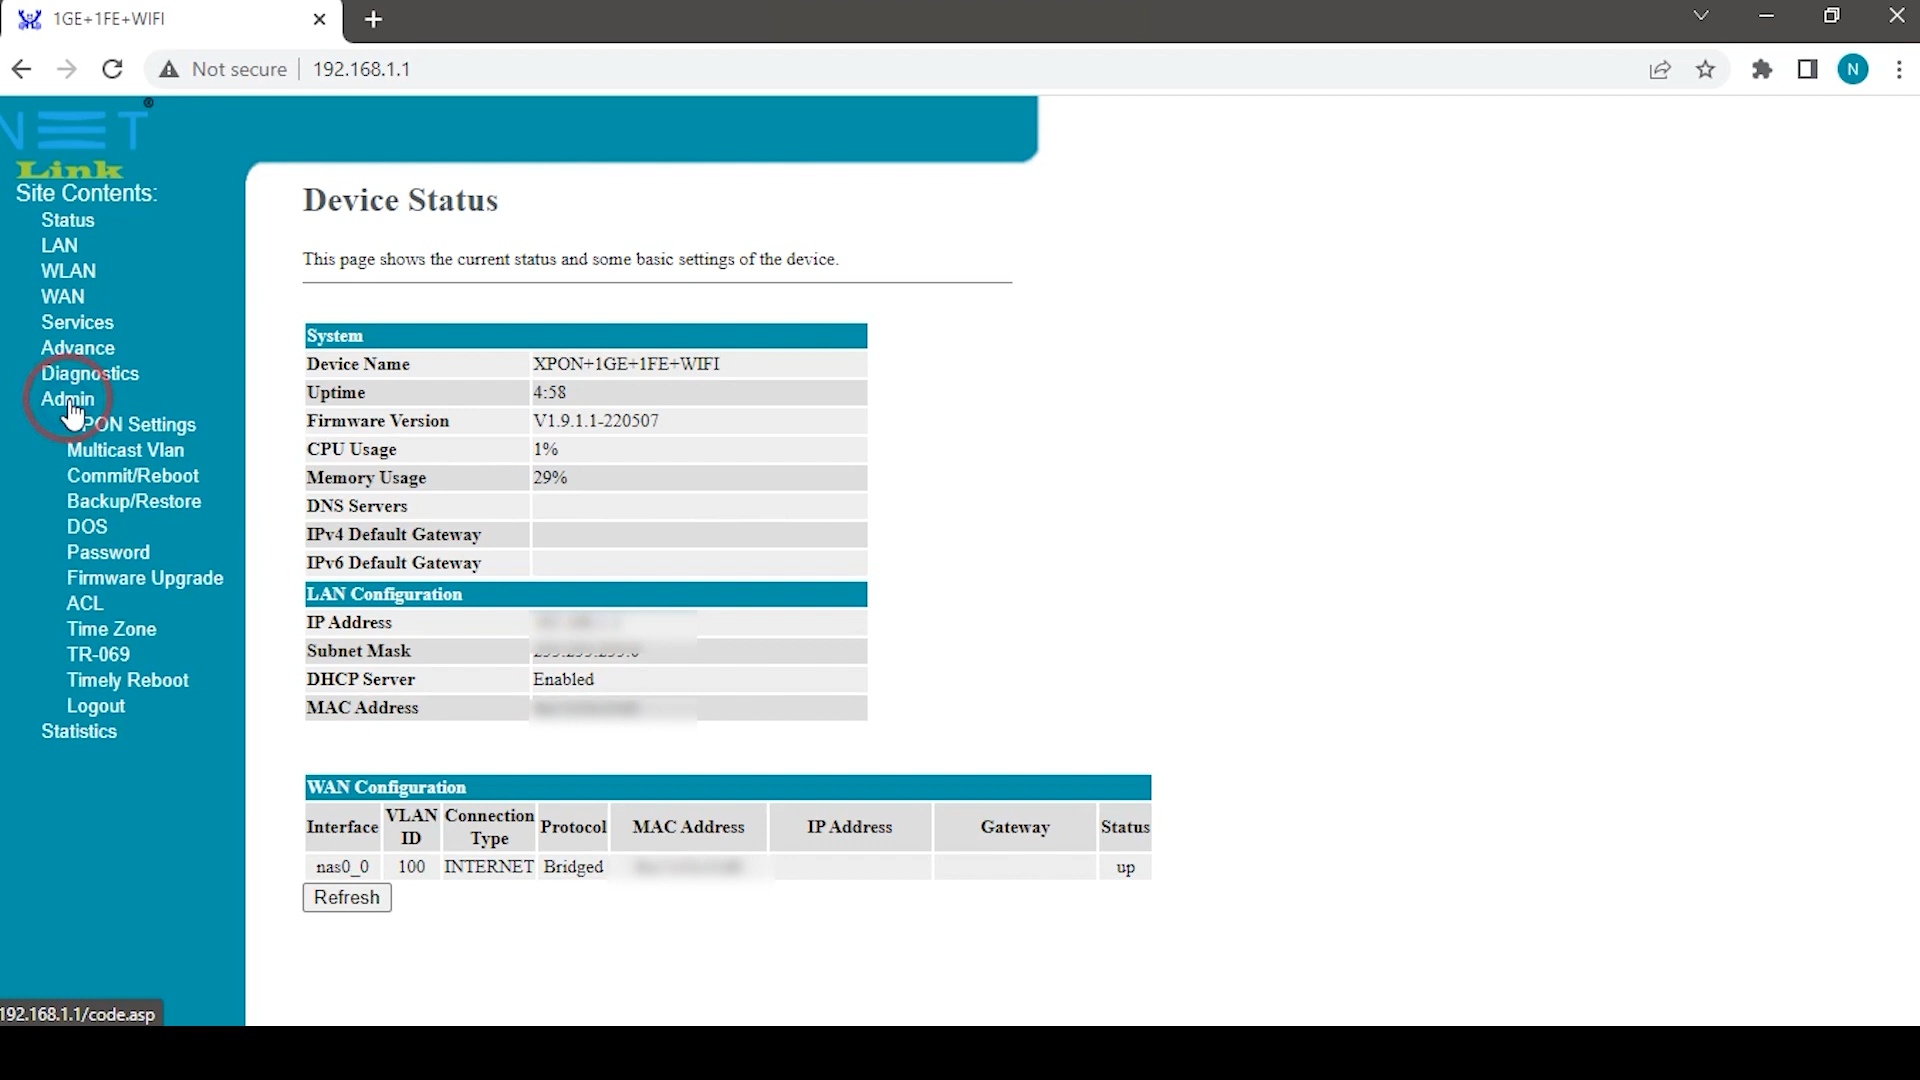 1GE+1FE+WIFI
Not secure
192.168.1.1
N
NET
®
Link
Site Contents:
Status
LAN
WLAN
WAN
Services
Advance
Diagnostics
Admin
PON Settings
Multicast Vlan
Commit/Reboot
Backup/Restore
DOS
Password
Firmware Upgrade
ACL
Time Zone
TR-069
Timely Reboot
Logout
Statistics
Device Status
This page shows the current status and some basic settings of the device.
System
Device Name XPON+1GE+1FE+WIFI
Uptime 4:58
Firmware Version V1.9.1.1-220507
CPU Usage 1%
Memory Usage 29%
DNS Servers
IPv4 Default Gateway
IPv6 Default Gateway
LAN Configuration
IP Address
Subnet Mask
DHCP Server Enabled
MAC Address
WAN Configuration
Interface VLAN ID Connection Type Protocol MAC Address IP Address Gateway Status
nas0_0 100 INTERNET Bridged up
Refresh
192.168.1.1/code.asp